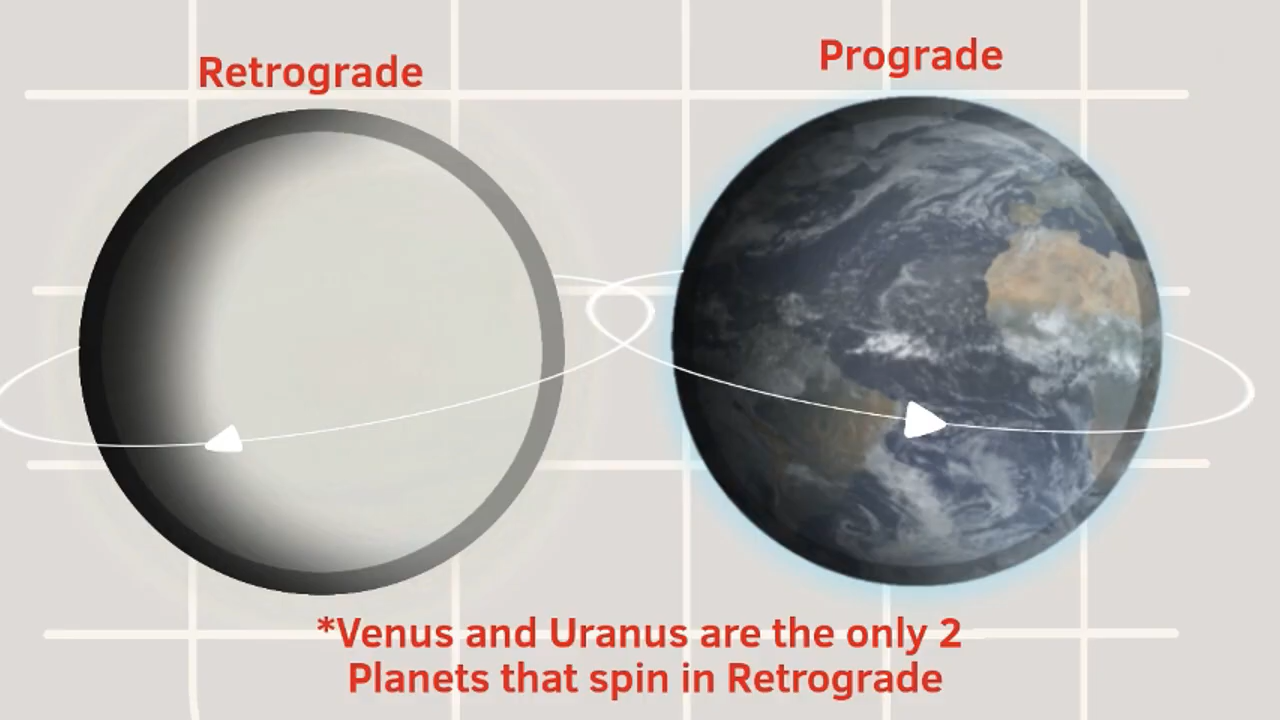 Retrograde
Prograde
*Venus and Uranus are the only 2
Planets that spin in Retrograde